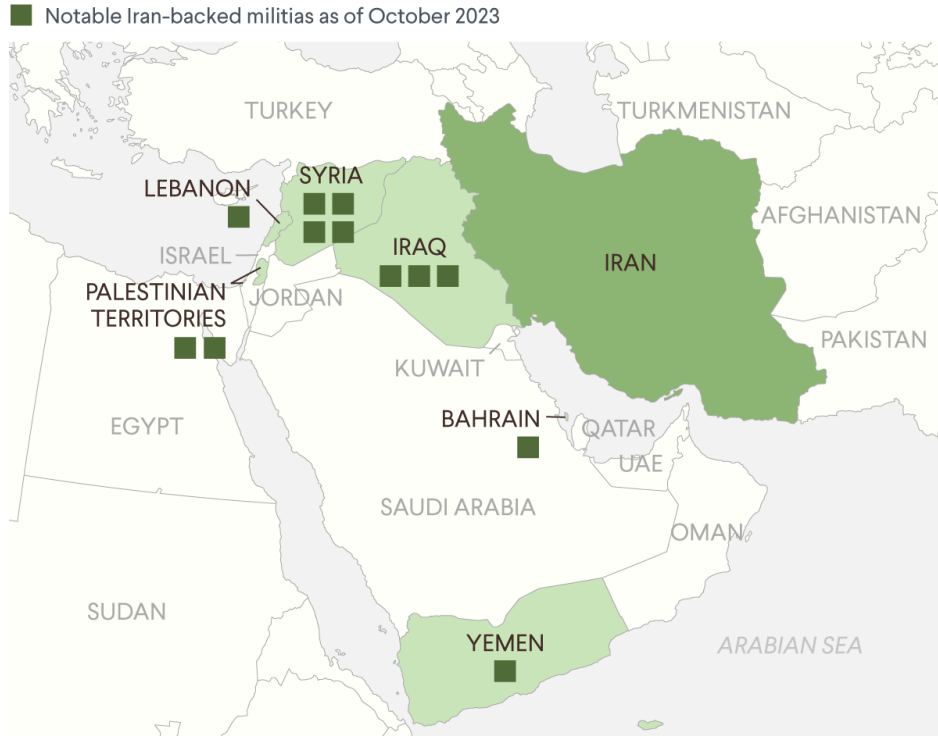 Notable Iran-backed militias as of October 2023
TURKEY
TURKMENISTAN
SYRIA
LEBANON
AFGHANISTAN
IRAQ
ISRAEL
IRAN
PALESTINIAN
TERRITORIES
JORDAN
PAKISTAN
KUWAIT
EGYPT
BAHRAIN
QATAR
UAE
SAUDI ARABIA
OMAN
SUDAN
YEMEN
ARABIAN SEA